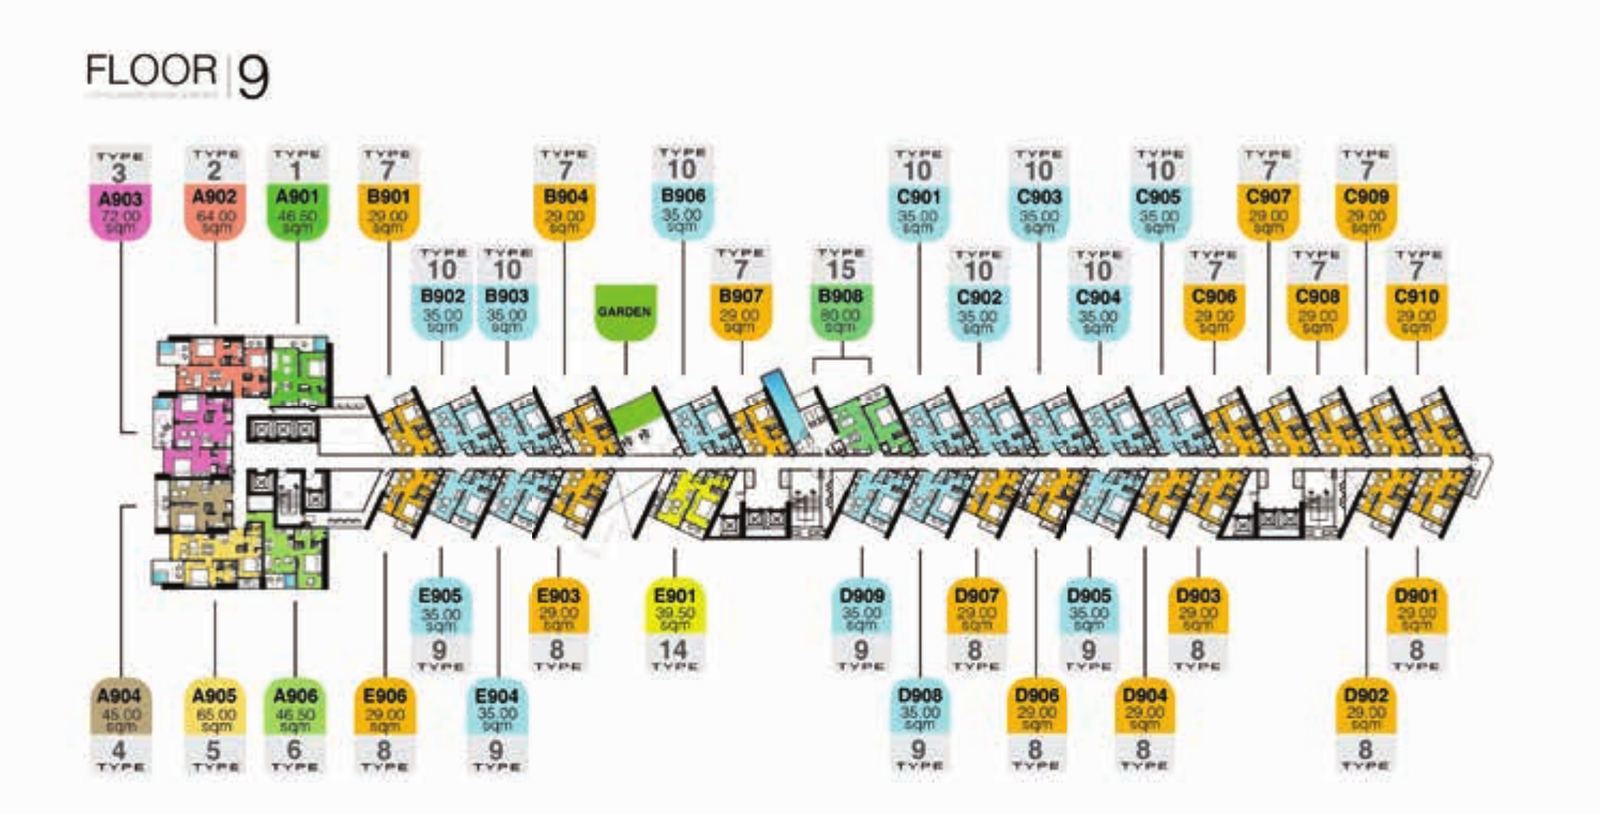 FLOOR 9
TYPE
3
A903
72.00
sqm
TYPE
2
A902
64.00
sqm
TYPE
1
A901
46.50
sqm
TYPE
7
B901
29.00
sqm
TYPE
10
B902
35.00
sqm
TYPE
10
B903
35.00
sqm
TYPE
7
B904
29.00
sqm
GARDEN
TYPE
10
B906
35.00
sqm
TYPE
7
B907
29.00
sqm
TYPE
15
B908
80.00
sqm
TYPE
10
C901
35.00
sqm
TYPE
10
C902
35.00
sqm
TYPE
10
C903
35.00
sqm
TYPE
10
C904
35.00
sqm
TYPE
10
C905
35.00
sqm
TYPE
7
C906
29.00
sqm
TYPE
7
C907
29.00
sqm
TYPE
7
C908
29.00
sqm
TYPE
7
C909
29.00
sqm
TYPE
7
C910
29.00
sqm
A904
45.00
sqm
4
TYPE
A905
65.00
sqm
5
TYPE
A906
46.50
sqm
6
TYPE
E906
29.00
sqm
8
TYPE
E905
35.00
sqm
9
TYPE
E904
35.00
sqm
9
TYPE
E903
29.00
sqm
8
TYPE
E901
39.50
sqm
14
TYPE
D909
35.00
sqm
9
TYPE
D908
35.00
sqm
9
TYPE
D907
29.00
sqm
8
TYPE
D906
29.00
sqm
8
TYPE
D905
35.00
sqm
9
TYPE
D904
29.00
sqm
8
TYPE
D903
29.00
sqm
8
TYPE
D902
29.00
sqm
8
TYPE
D901
29.00
sqm
8
TYPE